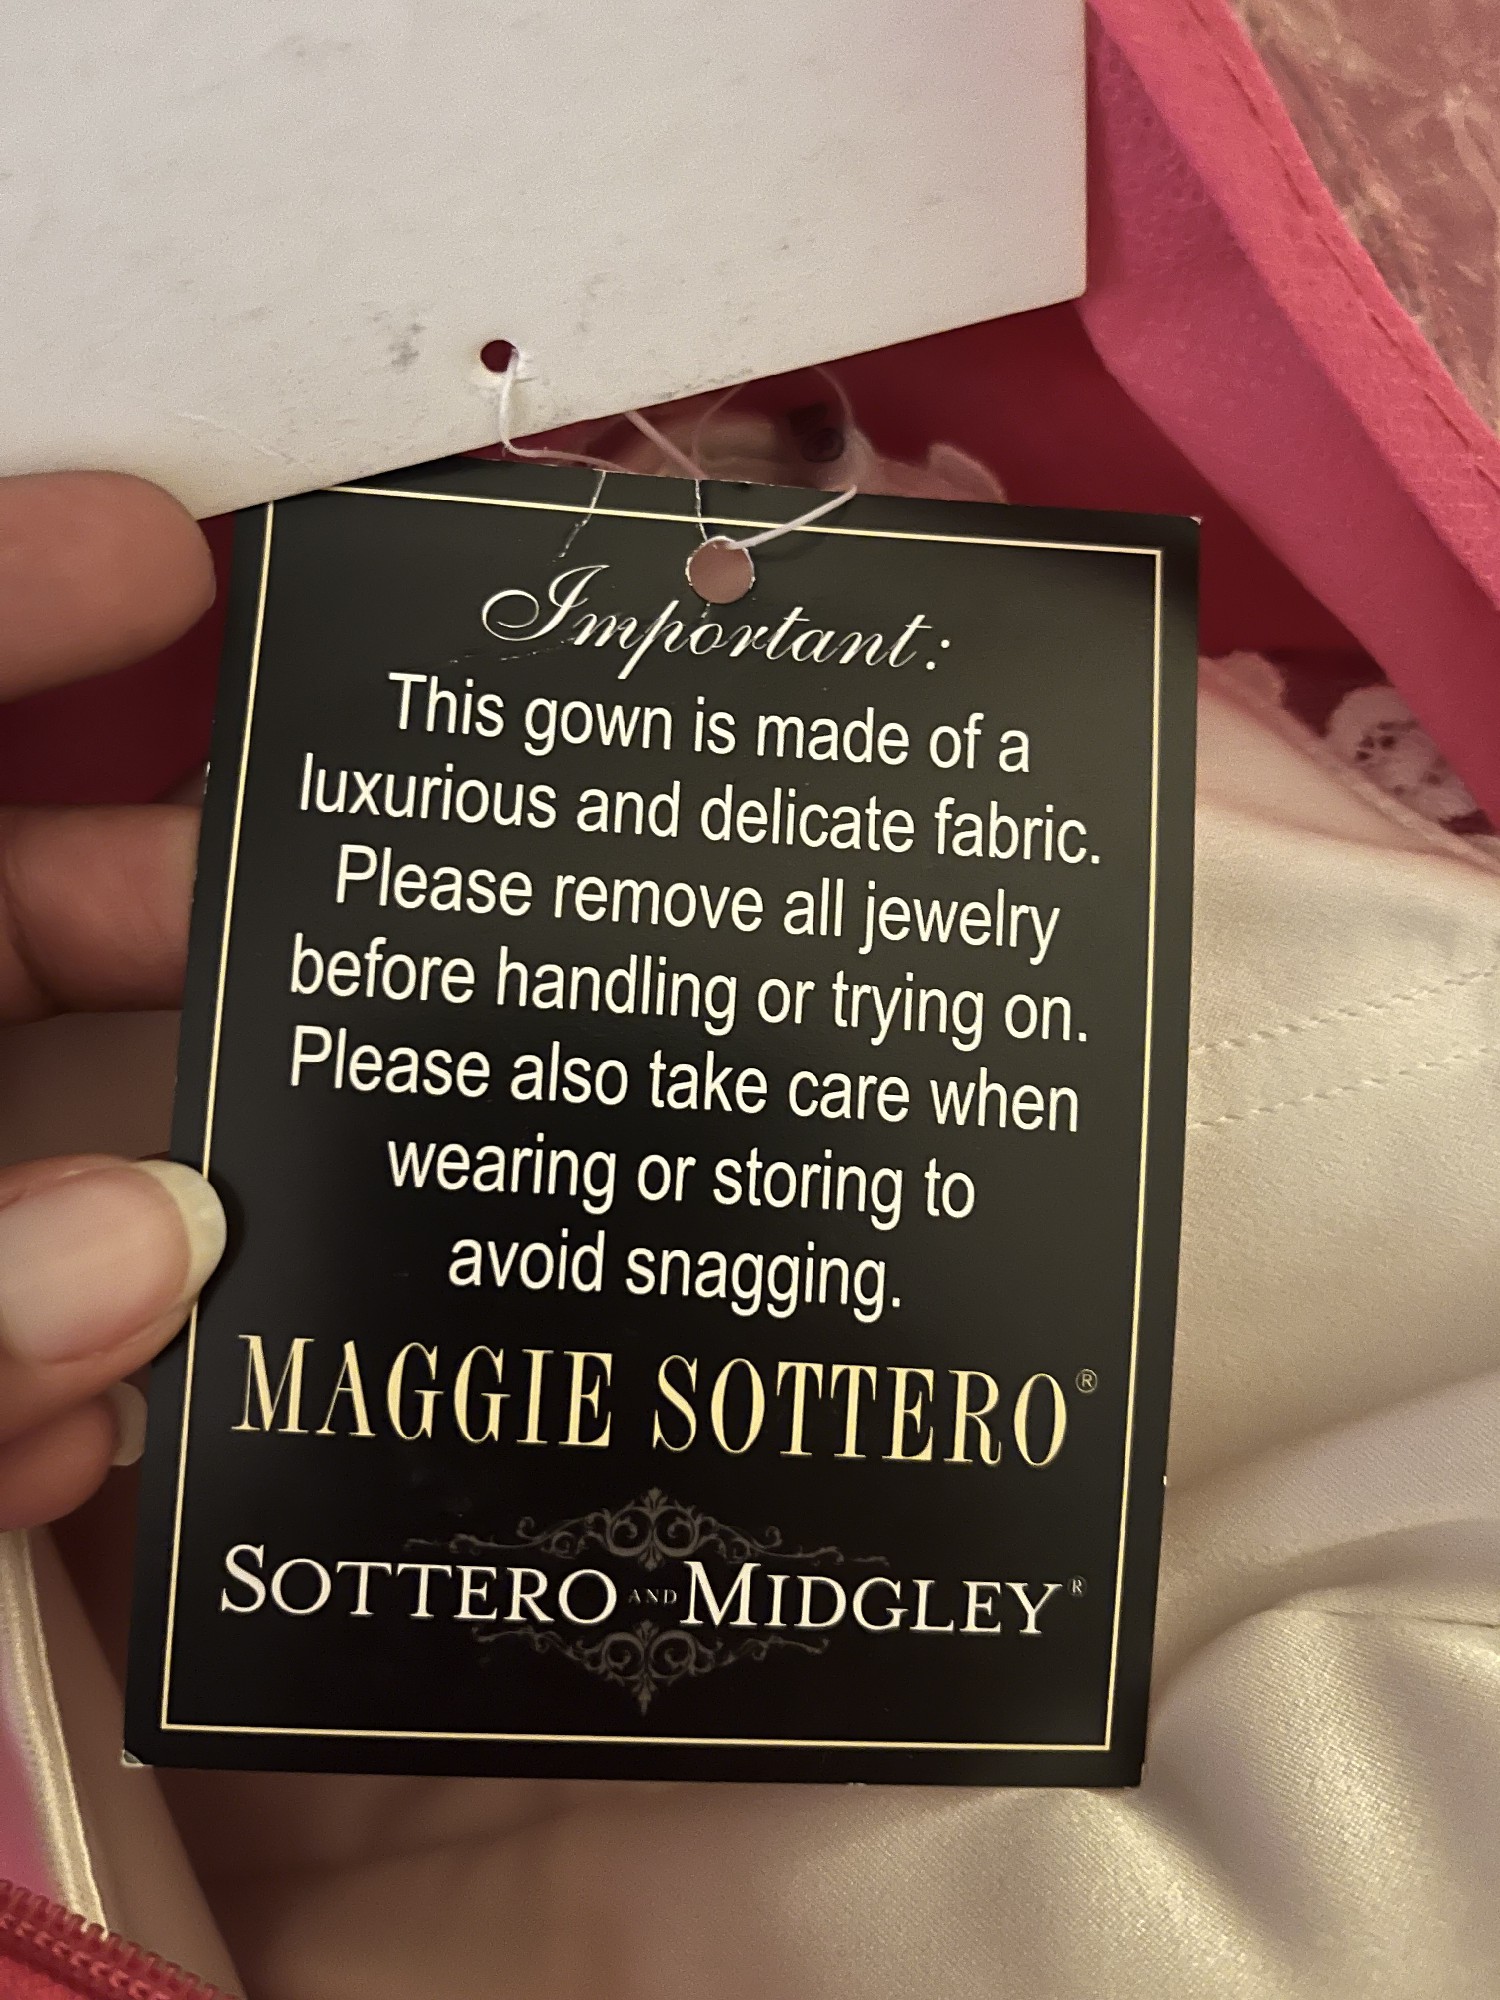 Important:
This gown is made of a
luxurious and delicate fabric.
Please remove all jewelry
before handling or trying on.
Please also take care when
wearing or storing to
avoid snagging.
MAGGIE SOTTERO®
SOTTERO AND MIDGLEY®